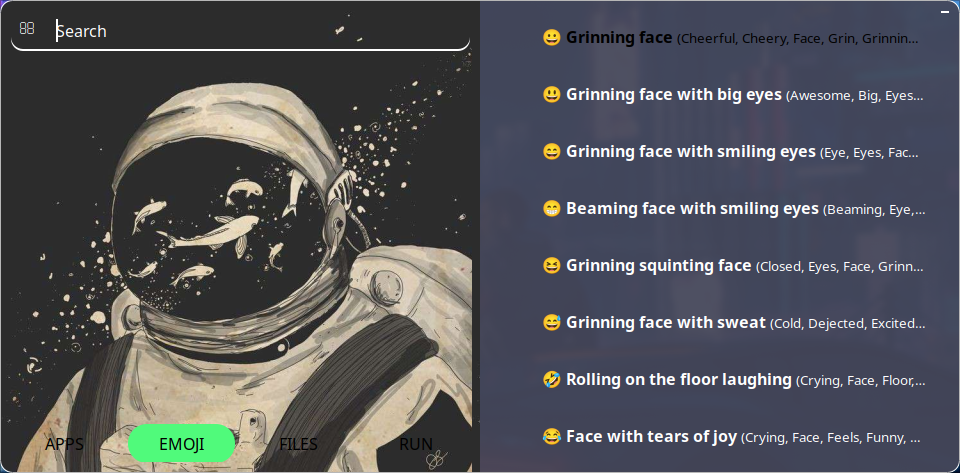 Search
APPS
EMOJI
FILES
RUN
😀 Grinning face (Cheerful, Cheery, Face, Grin, Grinnin...
😃 Grinning face with big eyes (Awesome, Big, Eyes...
😄 Grinning face with smiling eyes (Eye, Eyes, Fac...
😁 Beaming face with smiling eyes (Beaming, Eye,...
😆 Grinning squinting face (Closed, Eyes, Face, Grinn...
😅 Grinning face with sweat (Cold, Dejected, Excited...
🤣 Rolling on the floor laughing (Crying, Face, Floor,...
😂 Face with tears of joy (Crying, Face, Feels, Funny, ...